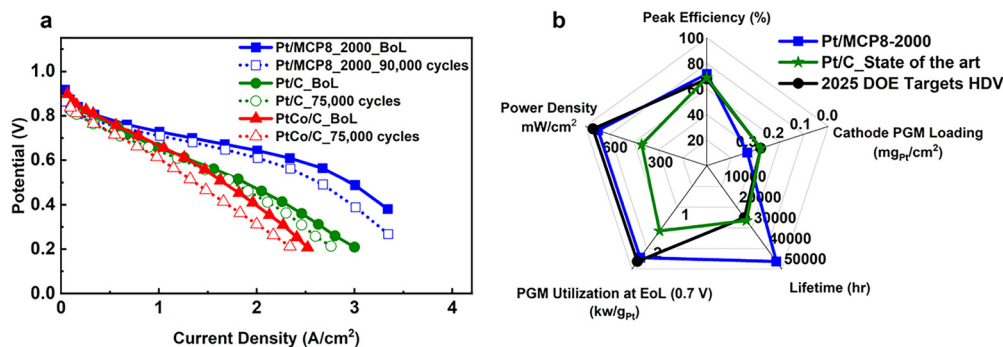 a
Pt/MCP8_2000_BoL
Pt/MCP8_2000_90,000 cycles
Pt/C_BoL
Pt/C_75,000 cycles
PtCo/C_BoL
PtCo/C_75,000 cycles
1.0
0.8
0.6
0.4
0.2
0.0
Potential (V)
0
1
2
3
4
Current Density (A/cm²)
b
Peak Efficiency (%)
Pt/MCP8-2000
Pt/C_State of the art
2025 DOE Targets HDV
100
80
60
40
20
Power Density
mW/cm²
600
300
0.0
0.1
0.2
0.3
Cathode PGM Loading
(mgPt/cm²)
10000
20000
30000
40000
50000
Lifetime (hr)
1
2
PGM Utilization at EoL (0.7 V)
(kw/gPt)